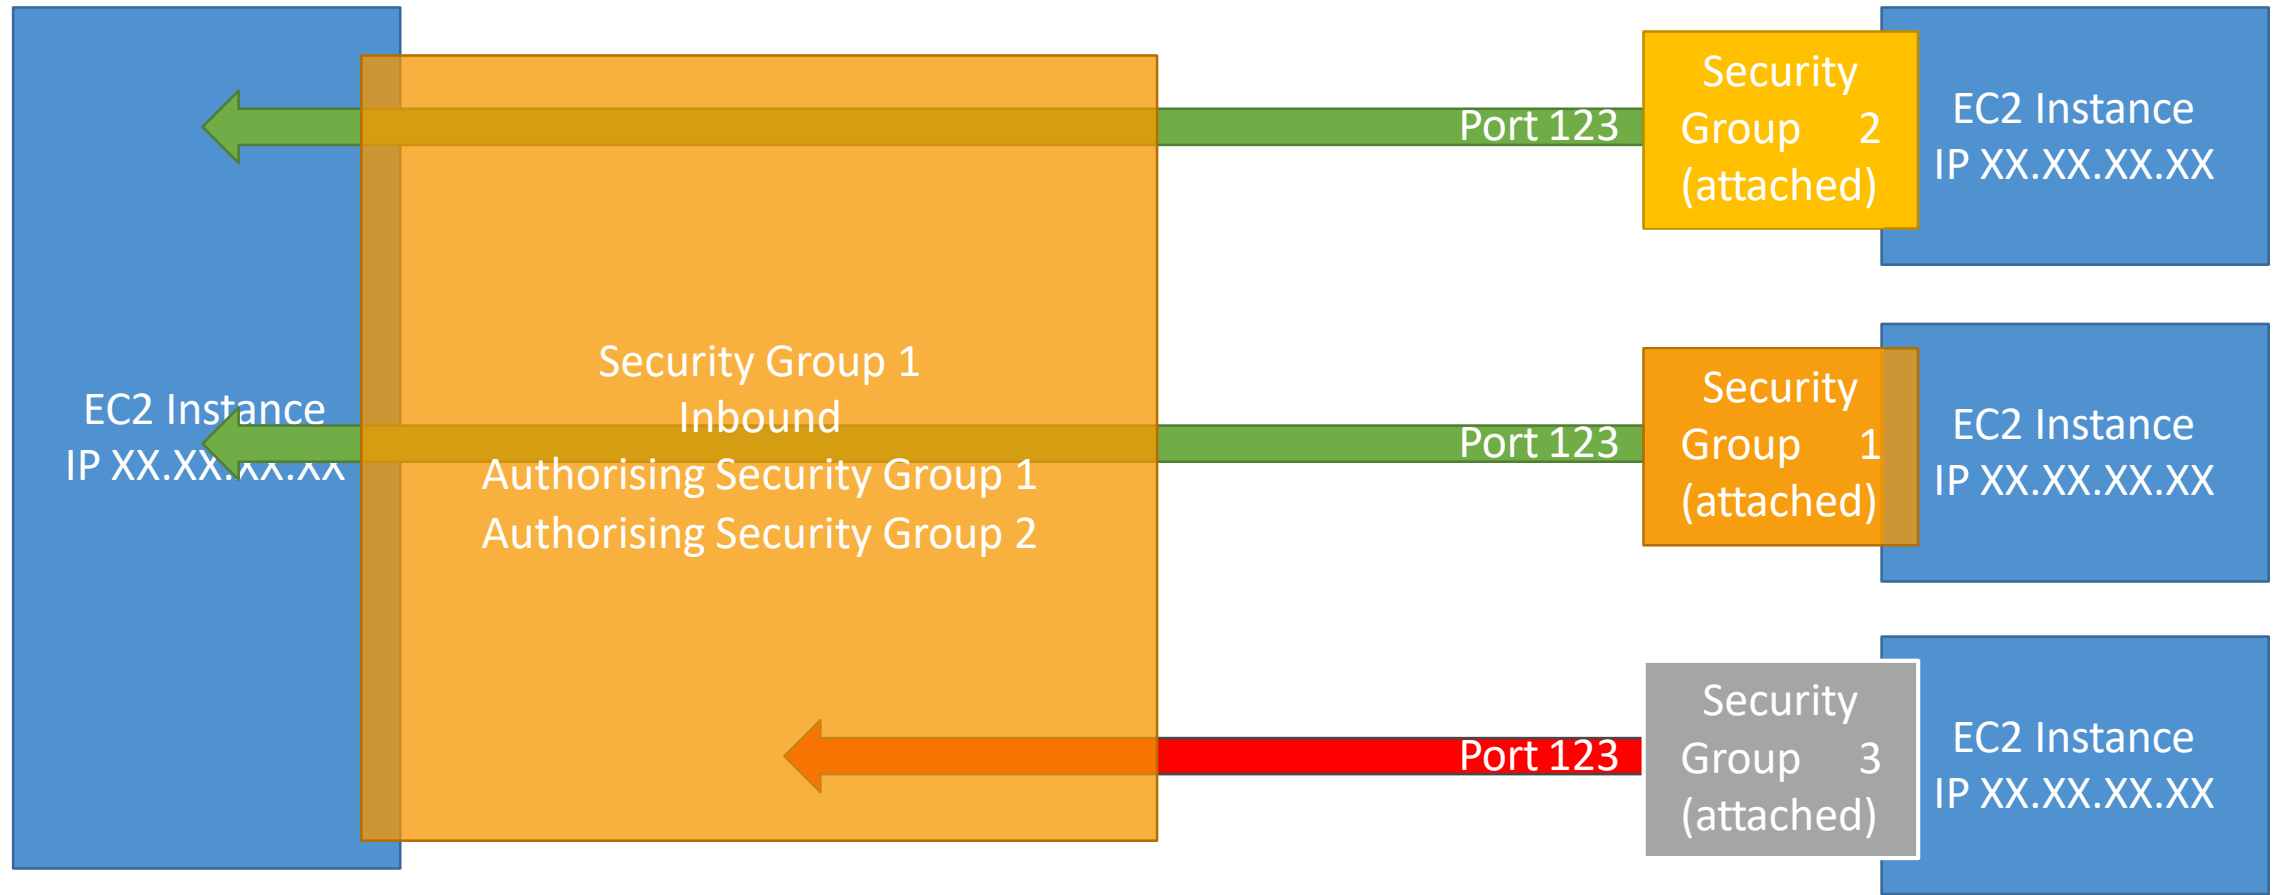 EC2 Instance
IP XX.XX.XX.XX
Security Group 1
Inbound
Authorising Security Group 1
Authorising Security Group 2
Port 123
Security
Group 2
(attached)
EC2 Instance
IP XX.XX.XX.XX
Port 123
Security
Group 1
(attached)
EC2 Instance
IP XX.XX.XX.XX
Port 123
Security
Group 3
(attached)
EC2 Instance
IP XX.XX.XX.XX